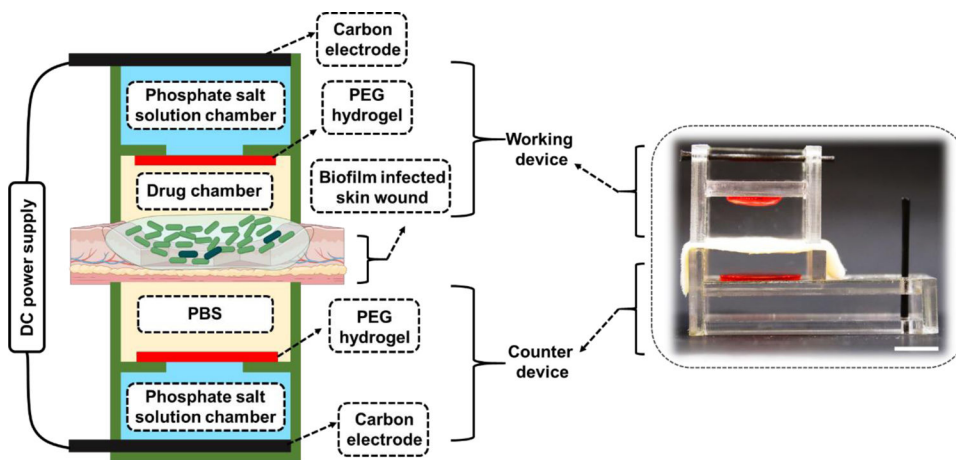 Carbon
electrode
Phosphate salt
solution chamber
PEG
hydrogel
Working
device
Drug chamber
Biofilm infected
skin wound
DC power supply
PBS
PEG
hydrogel
Counter
device
Phosphate salt
solution chamber
Carbon
electrode